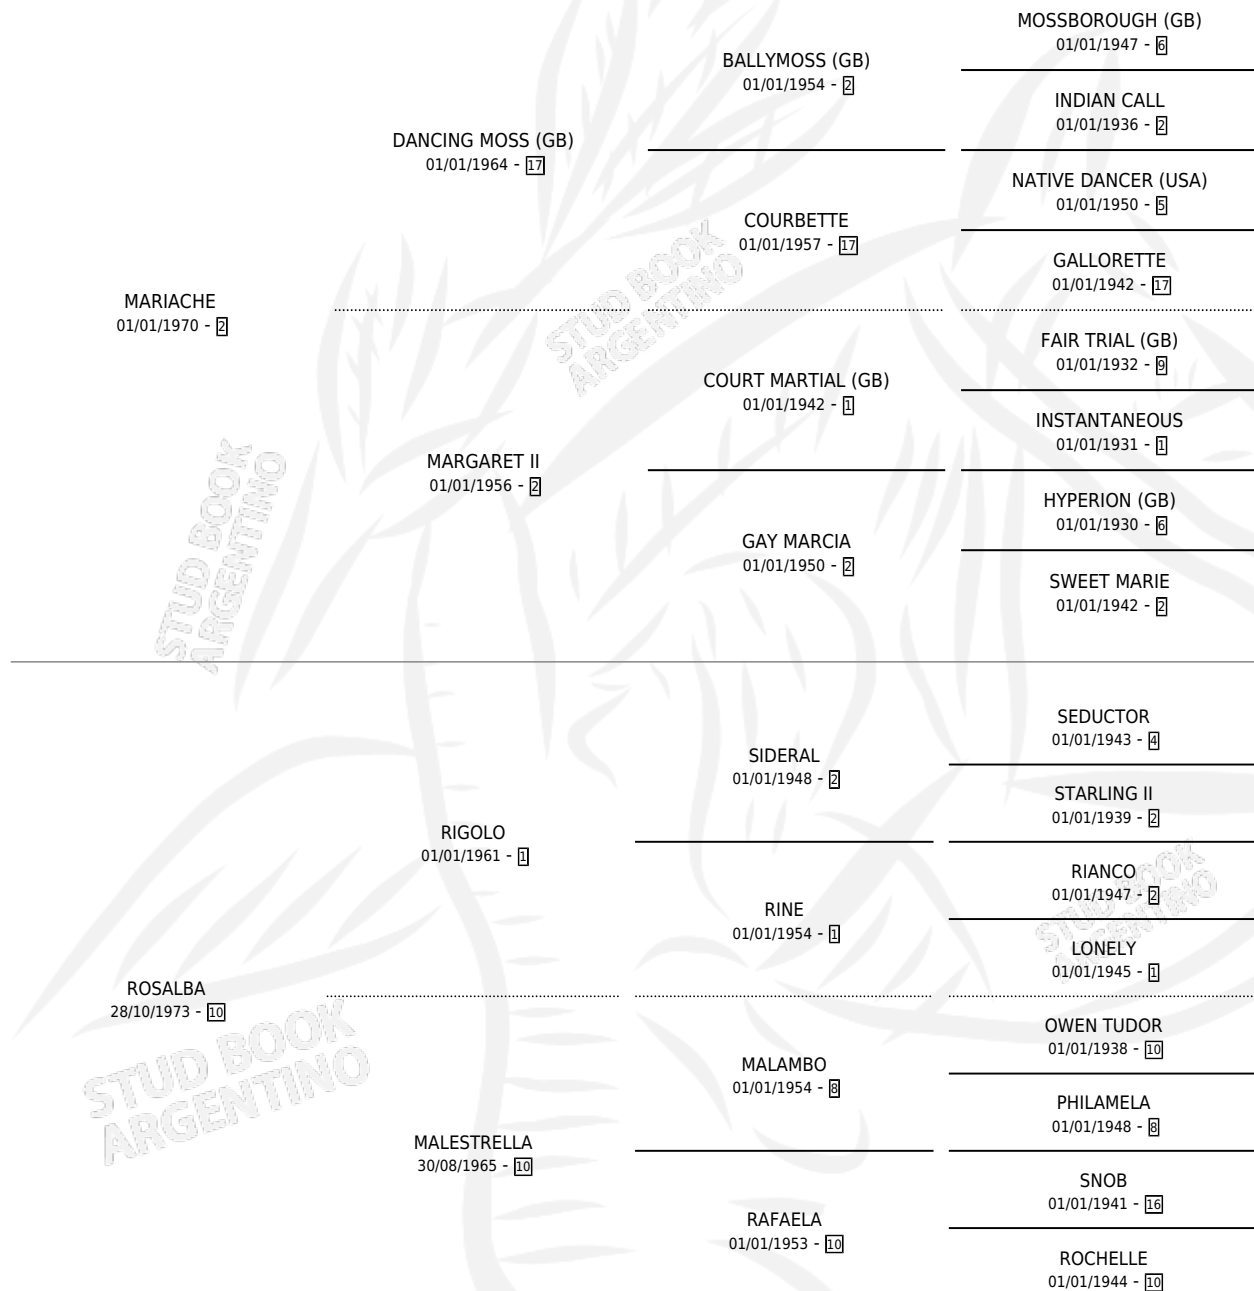 MOSSBOROUGH (GB)
01/01/1947 - 6
BALLYMOSS (GB)
01/01/1954 - 2
INDIAN CALL
01/01/1936 - 2
DANCING MOSS (GB)
01/01/1964 - 17
NATIVE DANCER (USA)
01/01/1950 - 5
COURBETTE
01/01/1957 - 17
GALLORETTE
01/01/1942 - 17
MARIACHE
01/01/1970 - 2
FAIR TRIAL (GB)
01/01/1932 - 9
COURT MARTIAL (GB)
01/01/1942 - 1
INSTANTANEOUS
01/01/1931 - 1
MARGARET II
01/01/1956 - 2
HYPERION (GB)
01/01/1930 - 6
GAY MARCIA
01/01/1950 - 2
SWEET MARIE
01/01/1942 - 2
SEDUCTOR
01/01/1943 - 4
SIDERAL
01/01/1948 - 2
STARLING II
01/01/1939 - 2
RIGOLO
01/01/1961 - 1
RIANCO
01/01/1947 - 2
RINE
01/01/1954 - 1
LONELY
01/01/1945 - 1
ROSALBA
28/10/1973 - 10
OWEN TUDOR
01/01/1938 - 10
MALAMBO
01/01/1954 - 8
PHILAMELA
01/01/1948 - 8
MALESTRELLA
30/08/1965 - 10
SNOB
01/01/1941 - 16
RAFAELA
01/01/1953 - 10
ROCHELLE
01/01/1944 - 10
STUD BOOK
ARGENTINO
STUD BOOK
ARGENTINO
STUD BOOK
ARGENTINO
STUD BOOK
ARGENTINO